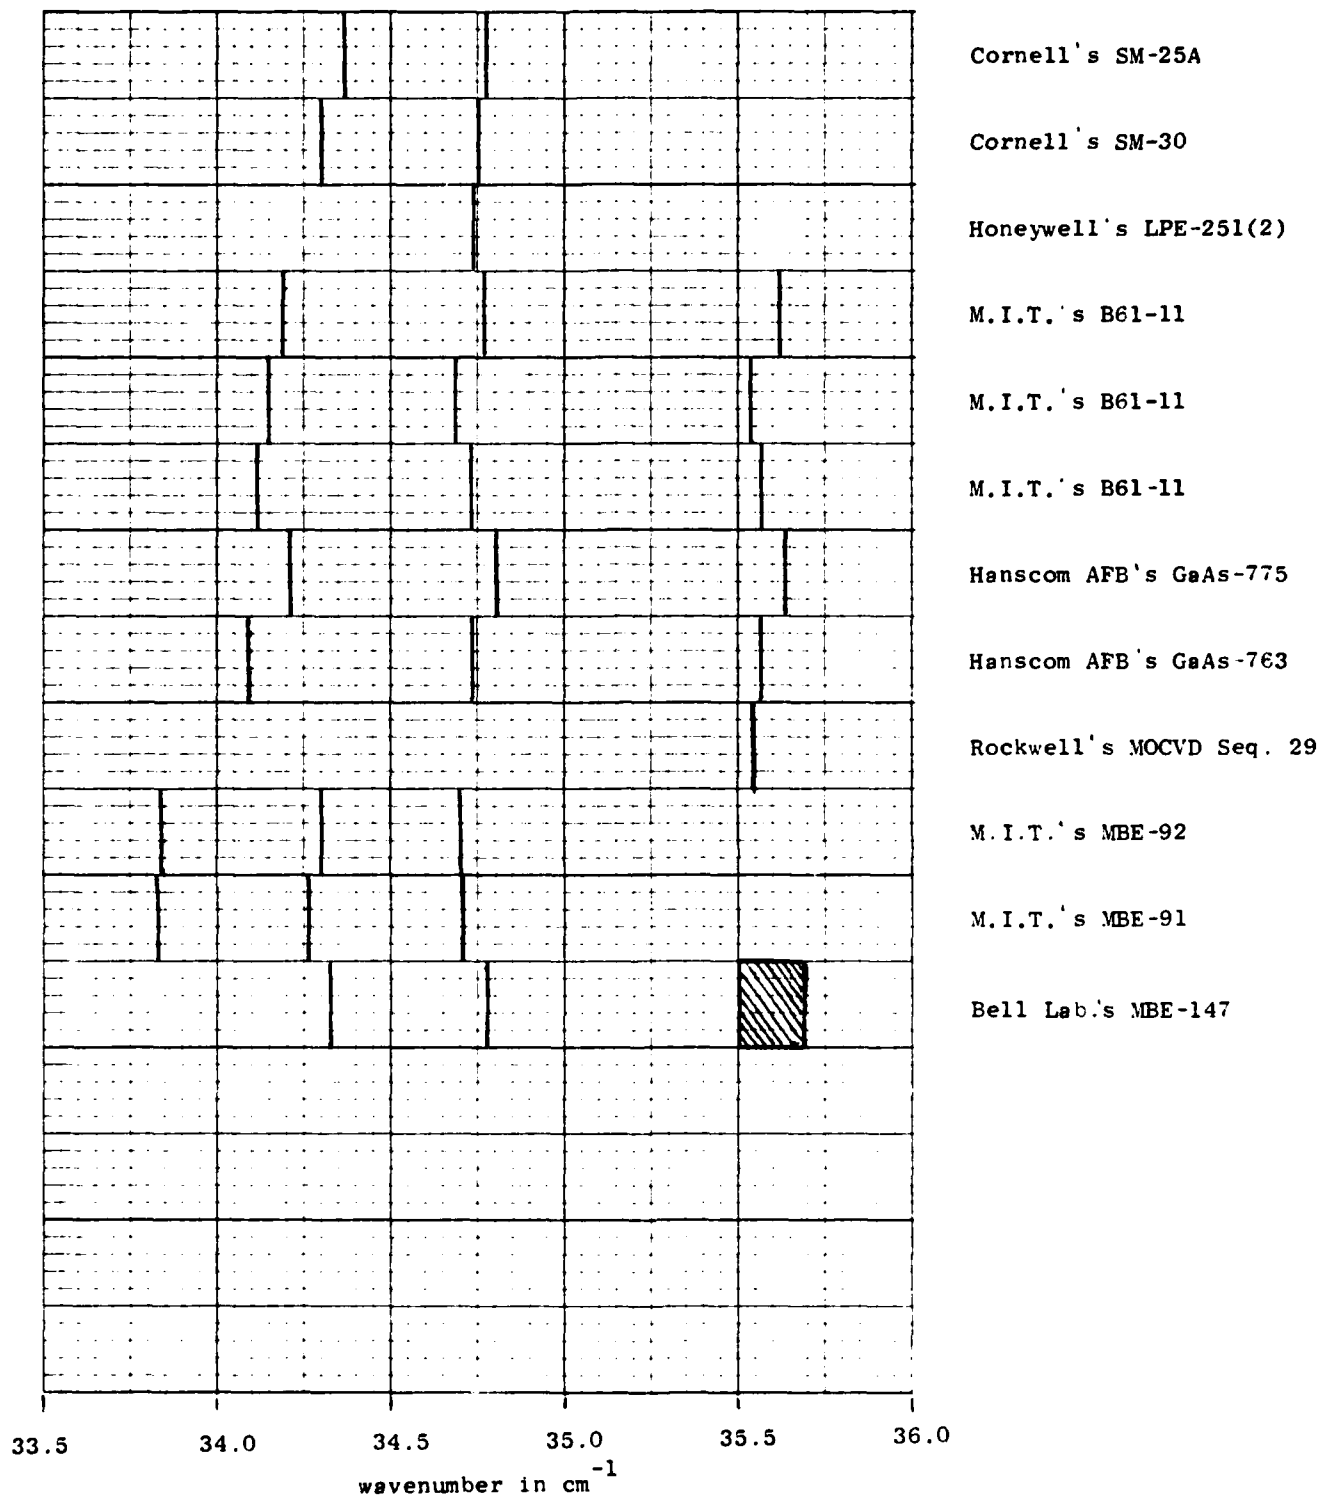 Cornell's SM-25A
Cornell's SM-30
Honeywell's LPE-251(2)
M.I.T.'s B61-11
M.I.T.'s B61-11
M.I.T.'s B61-11
Hanscom AFB's GaAs-775
Hanscom AFB's GaAs-763
Rockwell's MOCVD Seq. 29
M.I.T.'s MBE-92
M.I.T.'s MBE-91
Bell Lab.'s MBE-147
33.5 34.0 34.5 35.0 35.5 36.0
wavenumber in cm⁻¹